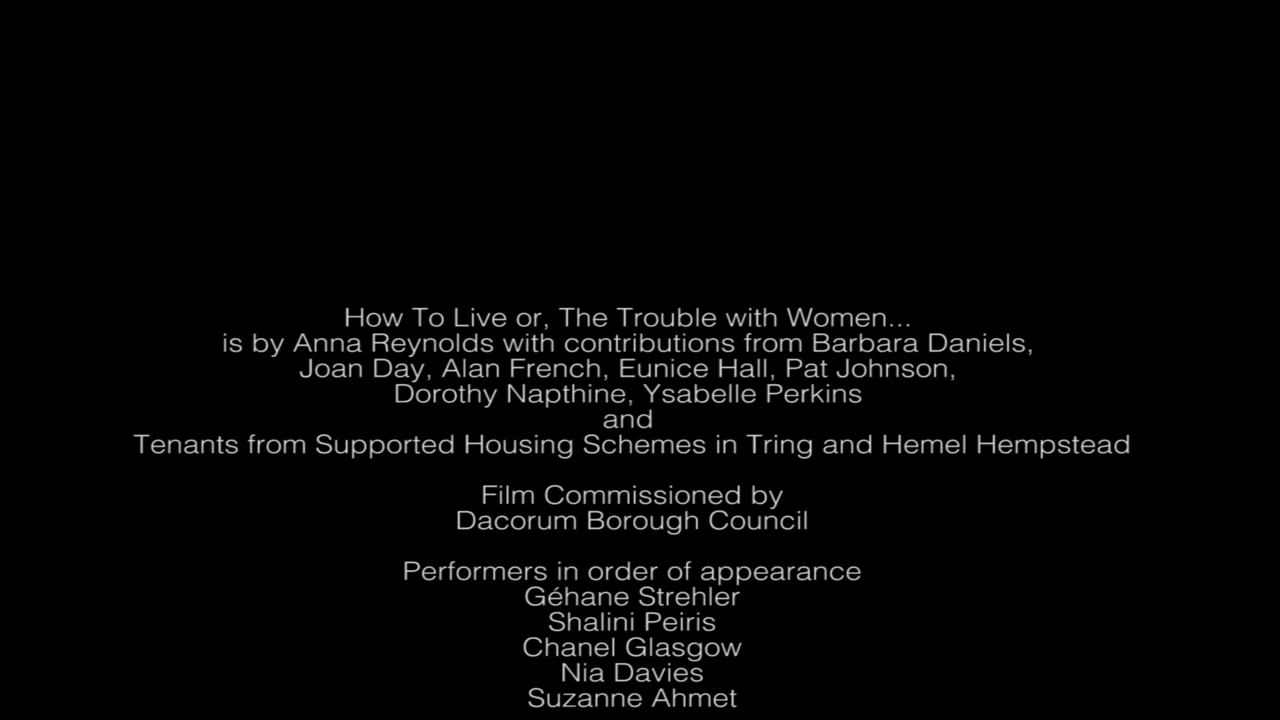 How To Live or, The Trouble with Women...
is by Anna Reynolds with contributions from Barbara Daniels,
Joan Day, Alan French, Eunice Hall, Pat Johnson,
Dorothy Napthine, Ysabelle Perkins
and
Tenants from Supported Housing Schemes in Tring and Hemel Hempstead
Film Commissioned by
Dacorum Borough Council
Performers in order of appearance
Géhane Strehler
Shalini Peiris
Chanel Glasgow
Nia Davies
Suzanne Ahmet